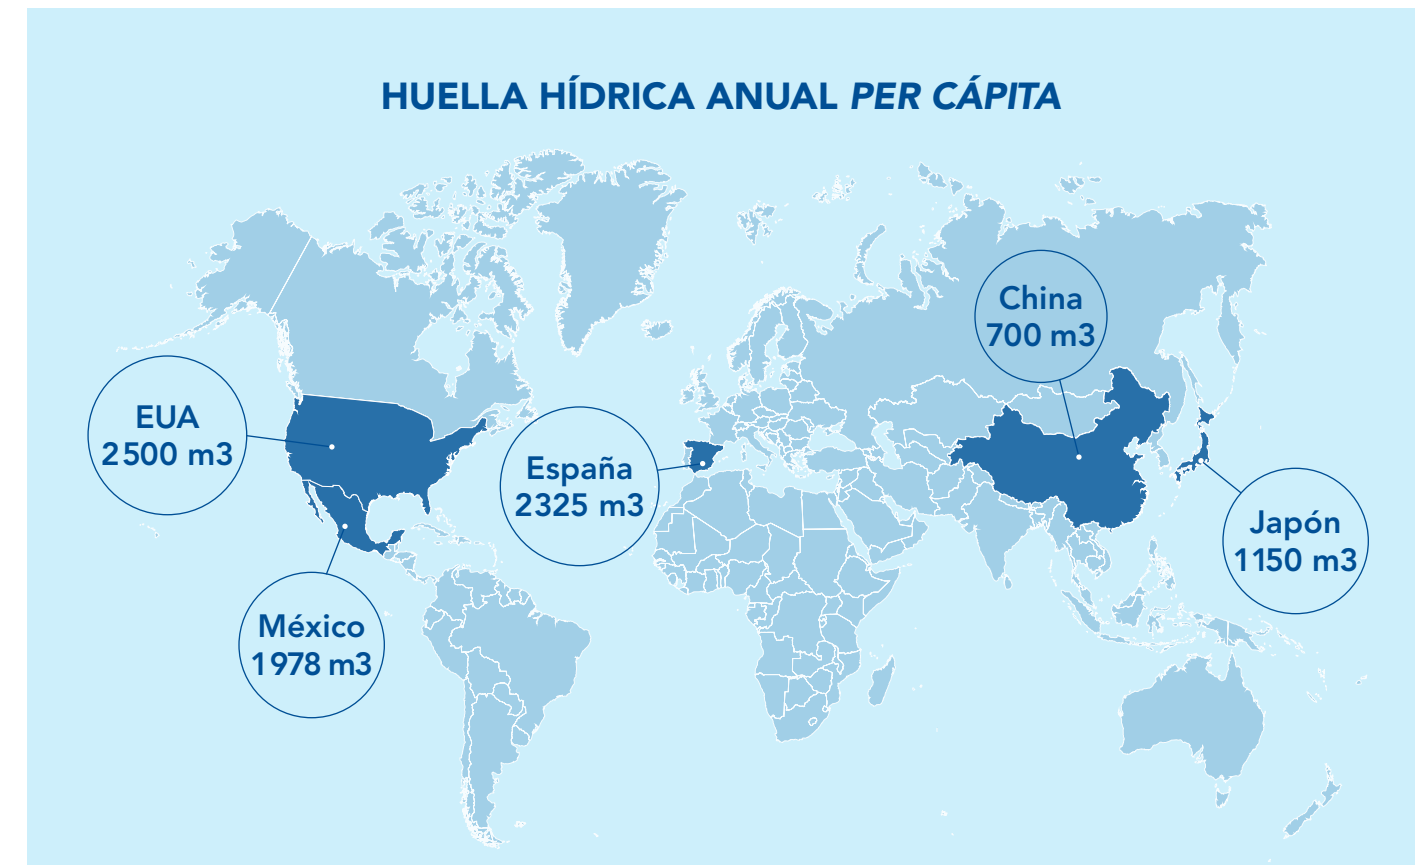 HUELLA HÍDRICA ANUAL PER CÁPITA
China
700 m3
EUA
2500 m3
España
2325 m3
Japón
1150 m3
México
1978 m3